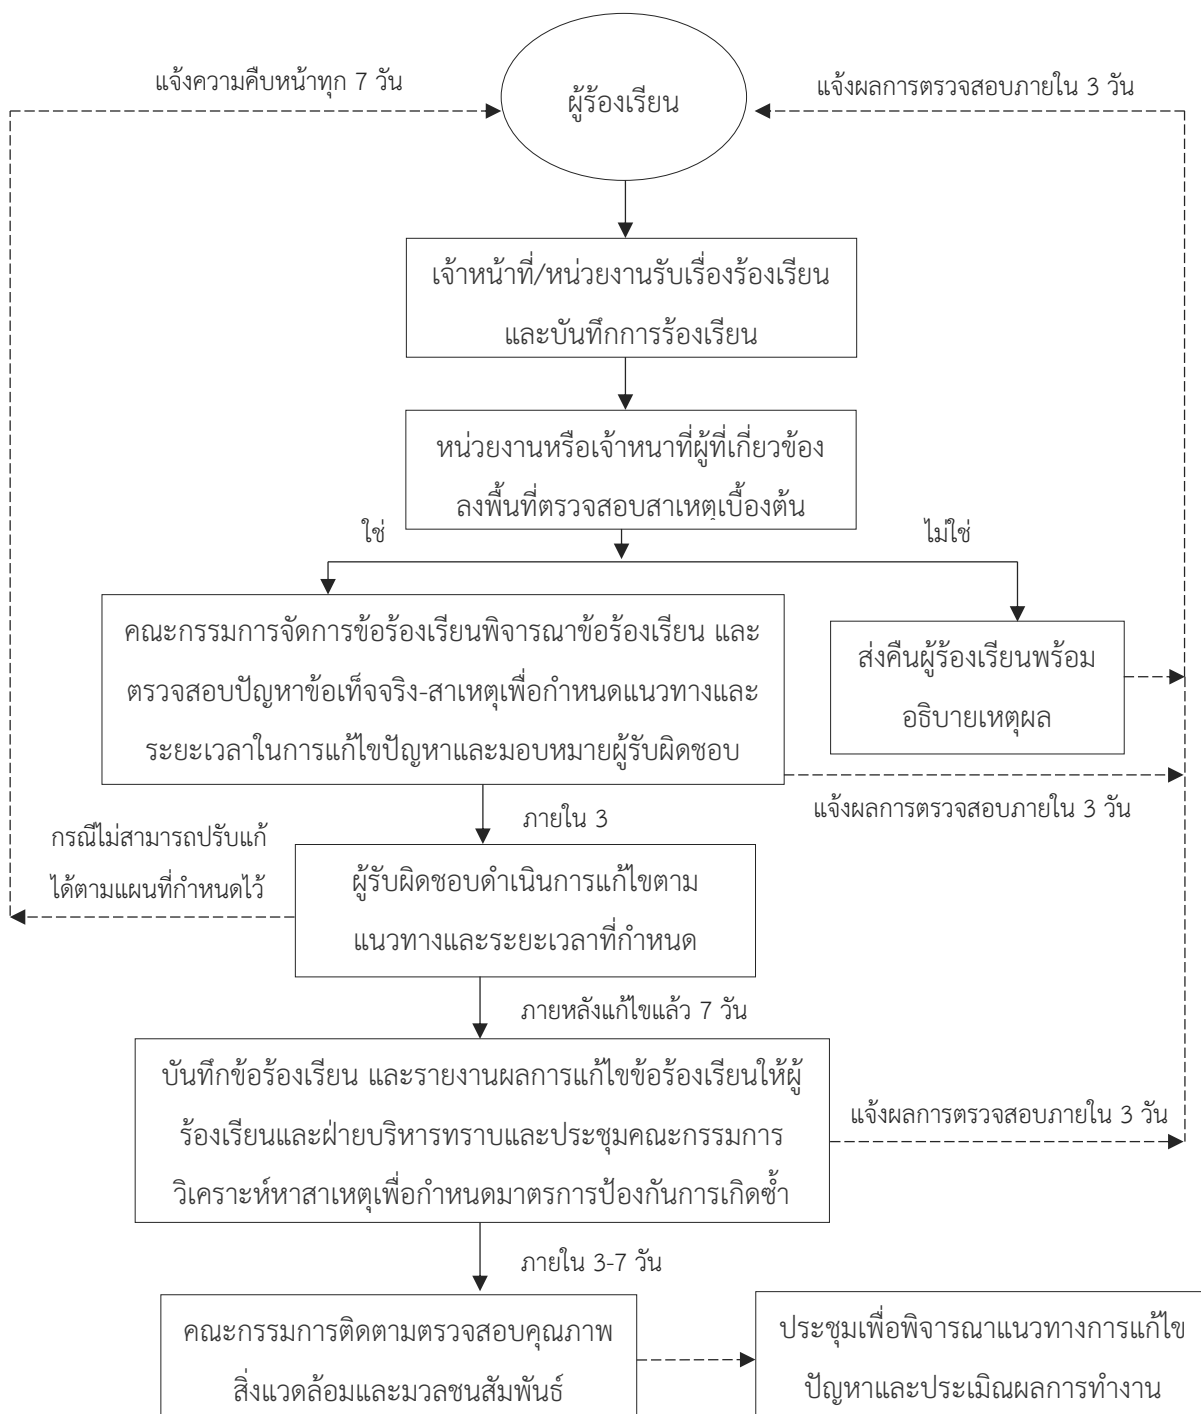 แจ้งความคืบหน้าทุก 7 วัน
ผู้ร้องเรียน
แจ้งผลการตรวจสอบภายใน 3 วัน
เจ้าหน้าที่/หน่วยงานรับเรื่องร้องเรียน
และบันทึกการร้องเรียน
หน่วยงานหรือเจ้าหนาที่ผู้ที่เกี่ยวข้อง
ลงพื้นที่ตรวจสอบสาเหตุเบื้องต้น
ใช่
ไม่ใช่
คณะกรรมการจัดการข้อร้องเรียนพิจารณาข้อร้องเรียน และ
ตรวจสอบปัญหาข้อเท็จจริง-สาเหตุเพื่อกำหนดแนวทางและ
ระยะเวลาในการแก้ไขปัญหาและมอบหมายผู้รับผิดชอบ
ส่งคืนผู้ร้องเรียนพร้อม
อธิบายเหตุผล
แจ้งผลการตรวจสอบภายใน 3 วัน
ภายใน 3
กรณีไม่สามารถปรับแก้
ได้ตามแผนที่กำหนดไว้
ผู้รับผิดชอบดำเนินการแก้ไขตาม
แนวทางและระยะเวลาที่กำหนด
ภายหลังแก้ไขแล้ว 7 วัน
บันทึกข้อร้องเรียน และรายงานผลการแก้ไขข้อร้องเรียนให้ผู้
ร้องเรียนและฝ่ายบริหารทราบและประชุมคณะกรรมการ
วิเคราะห์หาสาเหตุเพื่อกำหนดมาตรการป้องกันการเกิดซ้ำ
แจ้งผลการตรวจสอบภายใน 3 วัน
ภายใน 3-7 วัน
คณะกรรมการติดตามตรวจสอบคุณภาพ
สิ่งแวดล้อมและมวลชนสัมพันธ์
ประชุมเพื่อพิจารณาแนวทางการแก้ไข
ปัญหาและประเมิณผลการทำงาน